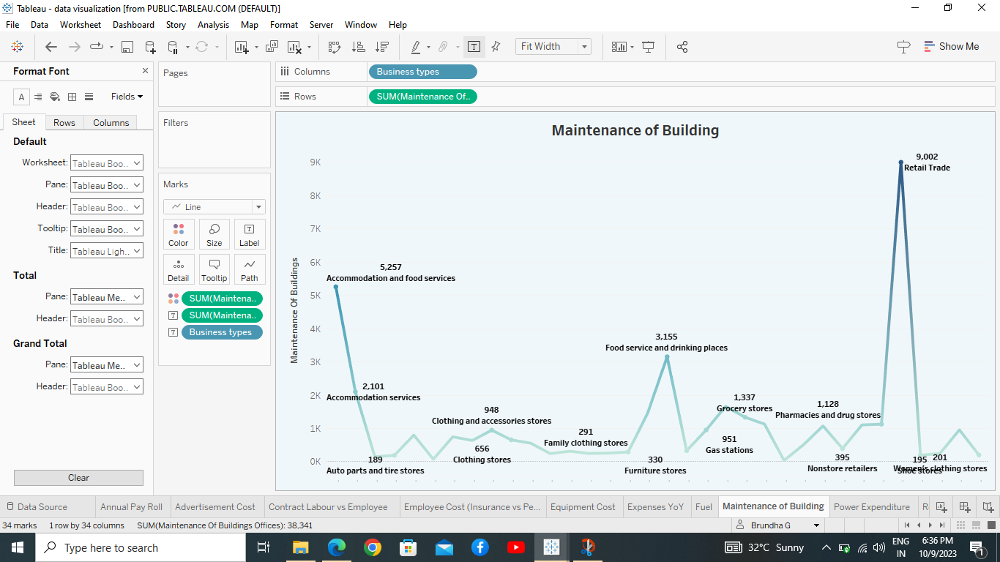 Tableau - data visualization [from PUBLIC.TABLEAU.COM (DEFAULT)]
File Data Worksheet Dashboard Story Analysis Map Format Server Window Help
Fit Width
Show Me
Format Font
Fields
Sheet Rows Columns
Default
Worksheet: Tableau Boo..
Pane: Tableau Boo..
Header: Tableau Boo..
Tooltip: Tableau Boo..
Title: Tableau Ligh..
Total
Pane: Tableau Me..
Header: Tableau Boo..
Grand Total
Pane: Tableau Me..
Header: Tableau Boo..
Clear
Pages
Filters
Marks
Line
Color Size Label
Detail Tooltip Path
SUM(Maintena..
SUM(Maintena..
Business types
Columns Business types
Rows SUM(Maintenance Of..
Maintenance of Building
Maintenance Of Buildings
9K
8K
7K
6K
5K
4K
3K
2K
1K
0K
5,257
Accommodation and food services
2,101
Accommodation services
189
Auto parts and tire stores
948
Clothing and accessories stores
656
Clothing stores
291
Family clothing stores
3,155
Food service and drinking places
330
Furniture stores
951
Gas stations
1,337
Grocery stores
1,128
Pharmacies and drug stores
395
Nonstore retailers
9,002
Retail Trade
195
Shoe stores
201
Women's clothing stores
Data Source Annual Pay Roll Advertisement Cost Contract Labour vs Employee Employee Cost (Insurance vs Pe... Equipment Cost Expenses YoY Fuel Maintenance of Building Power Expenditure
34 marks 1 row by 34 columns SUM(Maintenance Of Buildings Offices): 38,341
Brundha G
Type here to search
32°C Sunny
ENG
IN
6:36 PM
10/9/2023
1